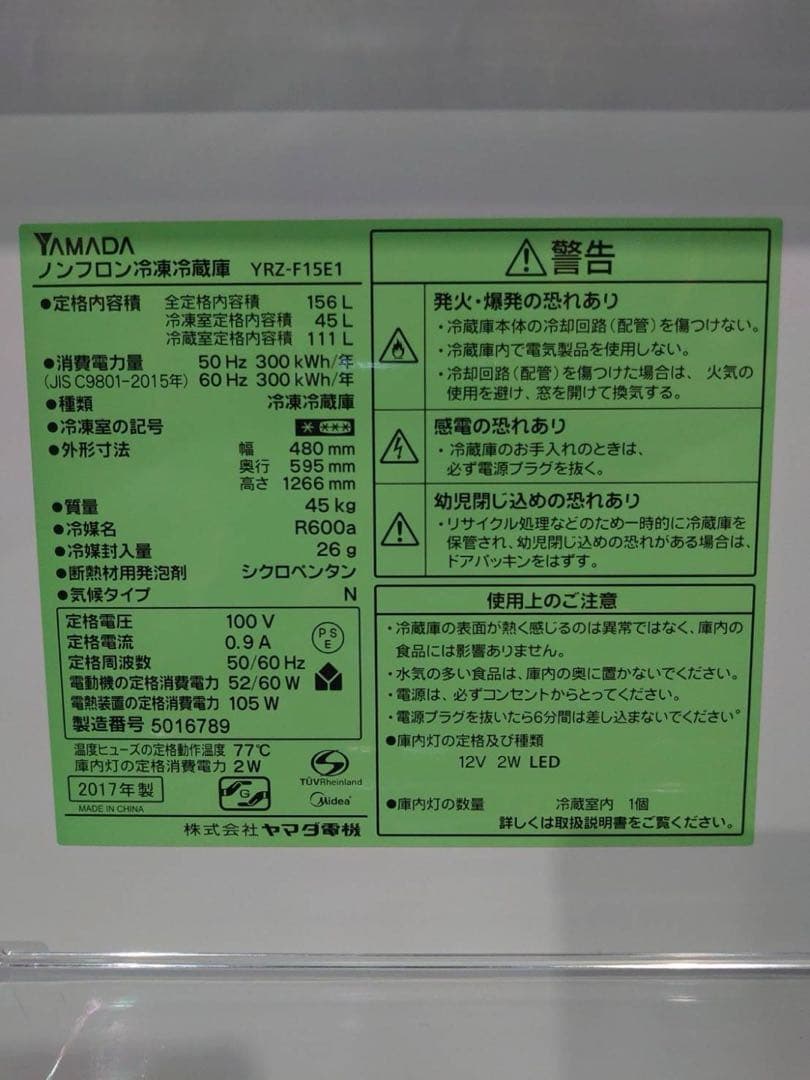 YAMADA
ノンフロン冷凍冷蔵庫 YRZ-F15E1
●定格内容積 全定格内容積 156 L
冷凍室定格内容積 45 L
冷蔵室定格内容積 111 L
●消費電力量 50 Hz 300 kWh/年
(JIS C9801-2015年) 60 Hz 300 kWh/年
●種類 冷凍冷蔵庫
●冷凍室の記号
●外形寸法 幅 480 mm
奥行 595 mm
高さ 1266 mm
●質量 45 kg
●冷媒名 R600a
●冷媒封入量 26 g
●断熱材用発泡剤 シクロペンタン
●気候タイプ N
定格電圧 100 V
定格電流 0.9 A
定格周波数 50/60 Hz
電動機の定格消費電力 52/60 W
電熱装置の定格消費電力 105 W
製造番号 5016789
PSE
温度ヒューズの定格動作温度 77℃
庫内灯の定格消費電力 2 W
2017年製
MADE IN CHINA
G
TÜVRheinland
Midea
株式会社 ヤマダ電機
警告
発火・爆発の恐れあり
・冷蔵庫本体の冷却回路(配管)を傷つけない。
・冷蔵庫内で電気製品を使用しない。
・冷却回路(配管)を傷つけた場合は、火気の
使用を避け、窓を開けて換気する。
感電の恐れあり
・冷蔵庫のお手入れのときは、
必ず電源プラグを抜く。
幼児閉じ込めの恐れあり
・リサイクル処理などのため一時的に冷蔵庫を
保管され、幼児閉じ込めの恐れがある場合は、
ドアパッキンをはずす。
使用上のご注意
・冷蔵庫の表面が熱く感じるのは異常ではなく、庫内の
食品には影響ありません。
・水気の多い食品は、庫内の奥に置かないでください。
・電源は、必ずコンセントからとってください。
・電源プラグを抜いたら6分間は差し込まないでください。
●庫内灯の定格及び種類
12V 2W LED
●庫内灯の数量 冷蔵室内 1個
詳しくは取扱説明書をご覧ください。